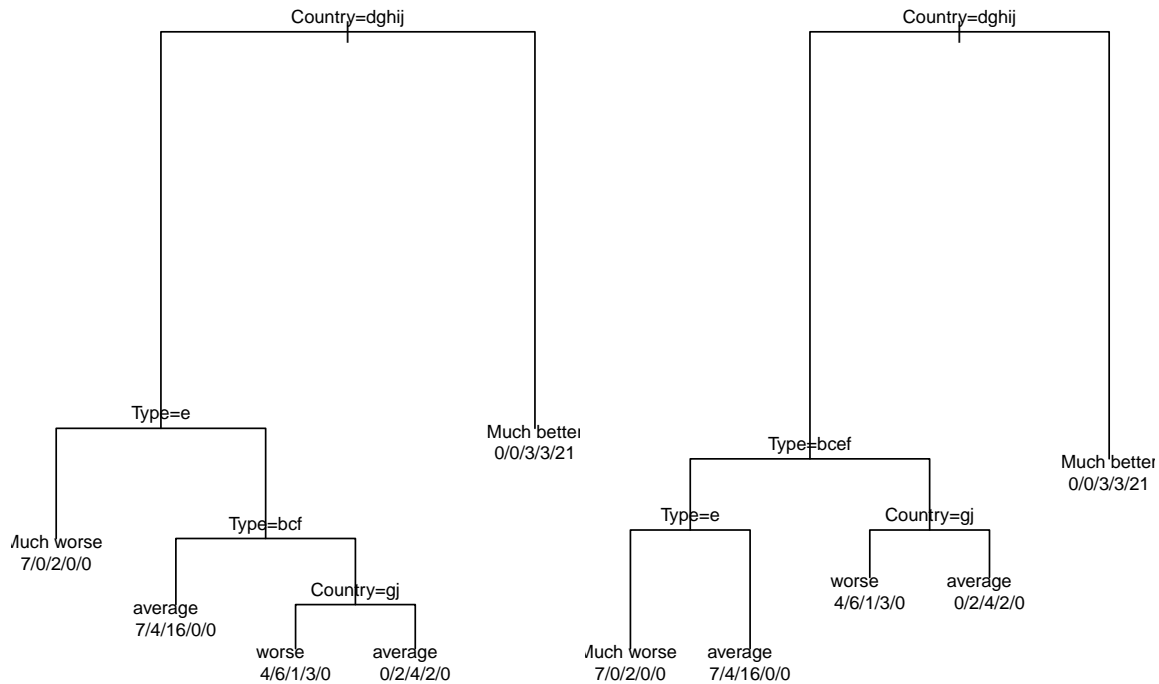 Country=dghij
Type=e
Much better
0/0/3/3/21
Type=bcf
Much worse
7/0/2/0/0
Country=gj
average
7/4/16/0/0
worse
4/6/1/3/0
average
0/2/4/2/0
Country=dghij
Type=bcef
Much better
0/0/3/3/21
Type=e
Country=gj
worse
4/6/1/3/0
average
0/2/4/2/0
Much worse
7/0/2/0/0
average
7/4/16/0/0